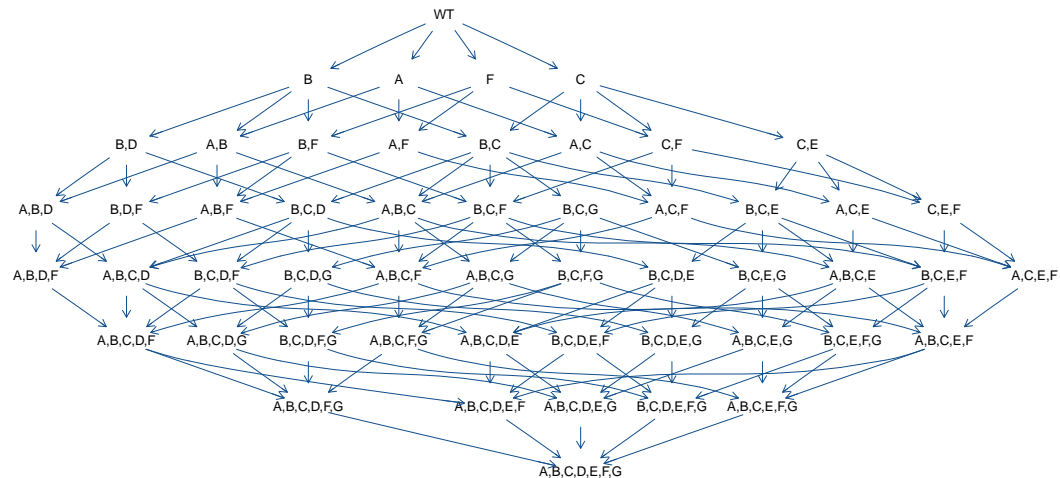 WT
B A F C
B,D A,B B,F A,F B,C A,C C,F C,E
A,B,D B,D,F A,B,F B,C,D A,B,C B,C,F B,C,G A,C,F B,C,E A,C,E C,E,F
A,B,D,F A,B,C,D B,C,D,F B,C,D,G A,B,C,F A,B,C,G B,C,F,G B,C,D,E B,C,E,G A,B,C,E B,C,E,F A,C,E,F
A,B,C,D,F A,B,C,D,G B,C,D,F,G A,B,C,F,G A,B,C,D,E B,C,D,E,F B,C,D,E,G A,B,C,E,G B,C,E,F,G A,B,C,E,F
A,B,C,D,F,G A,B,C,D,E,F A,B,C,D,E,G B,C,D,E,F,G A,B,C,E,F,G
A,B,C,D,E,F,G